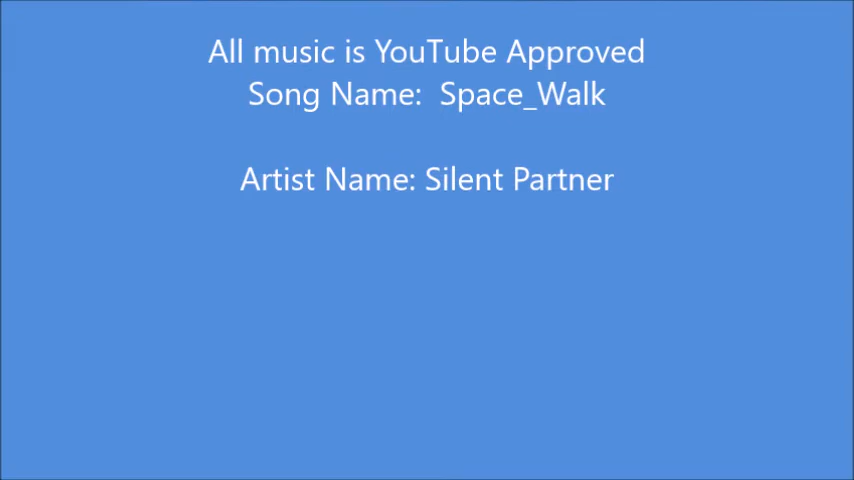 All music is YouTube Approved
Song Name:  Space_Walk
Artist Name: Silent Partner